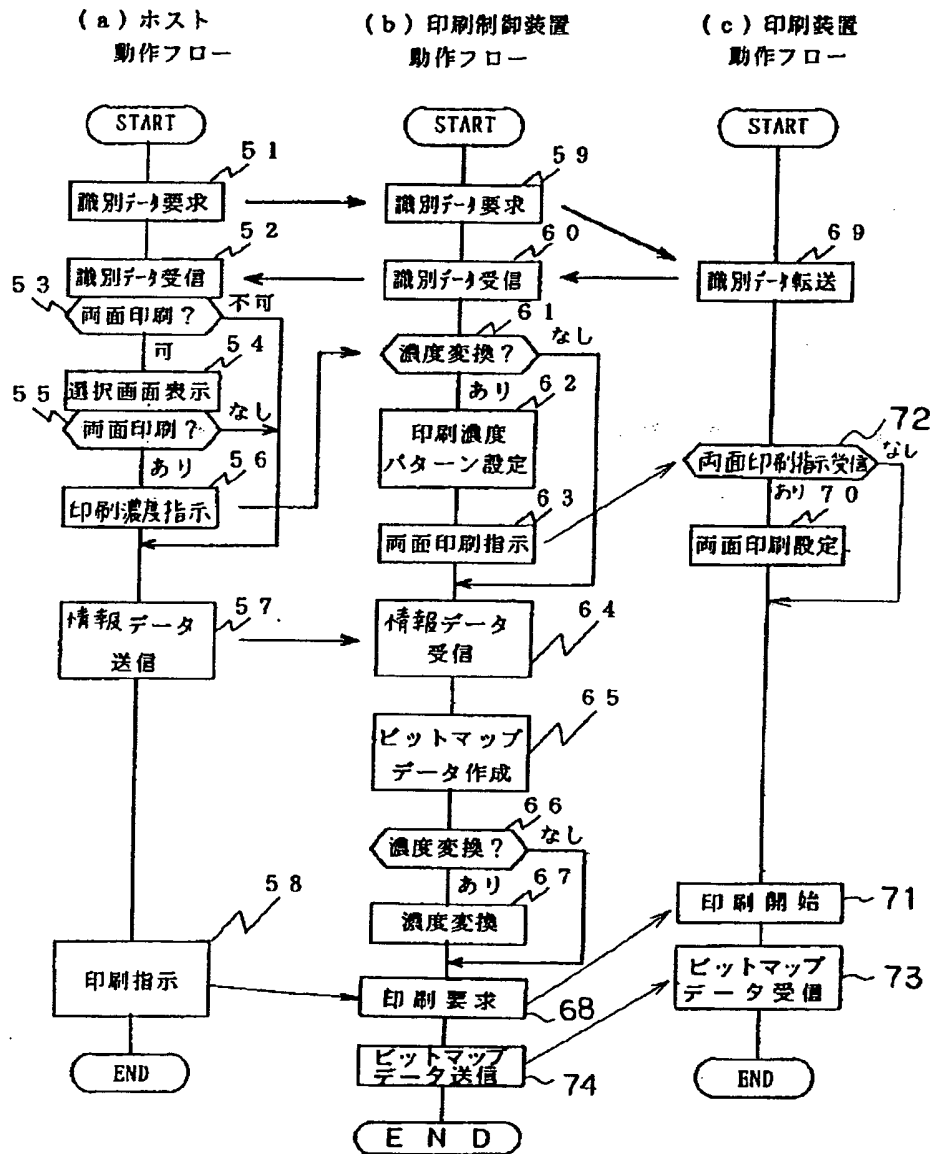 (a)ホスト
動作フロー
START
51
識別データ要求
52
識別データ受信
53
両面印刷?
不可
可
54
選択画面表示
55
両面印刷?
なし
あり
56
印刷濃度指示
情報データ
送信
57
58
印刷指示
END
(b)印刷制御装置
動作フロー
START
59
識別データ要求
60
識別データ受信
61
濃度変換?
なし
あり
62
印刷濃度
パターン設定
63
両面印刷指示
64
情報データ
受信
65
ビットマップ
データ作成
66
濃度変換?
なし
あり
67
濃度変換
印刷要求
68
ビットマップ
データ送信
74
END
(c)印刷装置
動作フロー
START
69
識別データ転送
72
両面印刷指示受信
なし
あり
70
両面印刷設定
印刷開始
71
ビットマップ
データ受信
73
END